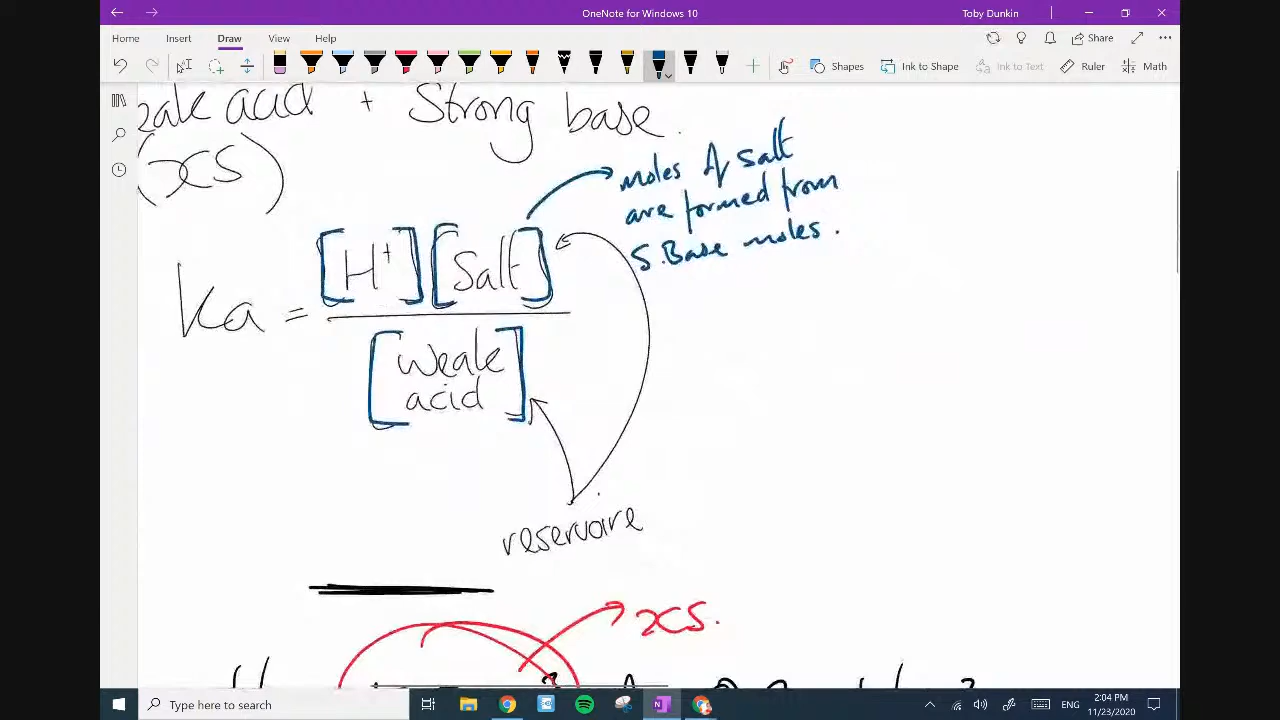 OneNote for Windows 10
Toby Dunkin
Home
Insert
Draw
View
Help
Share
Shapes
Ink to Shape
Ink to Text
Ruler
Math
eak acid + Strong base.
(xs)
moles of salt
are formed from
S.Base moles.
Ka = [H+][Salt]
[weak
acid]
reservoire
xs.
Type here to search
2:04 PM
11/23/2020